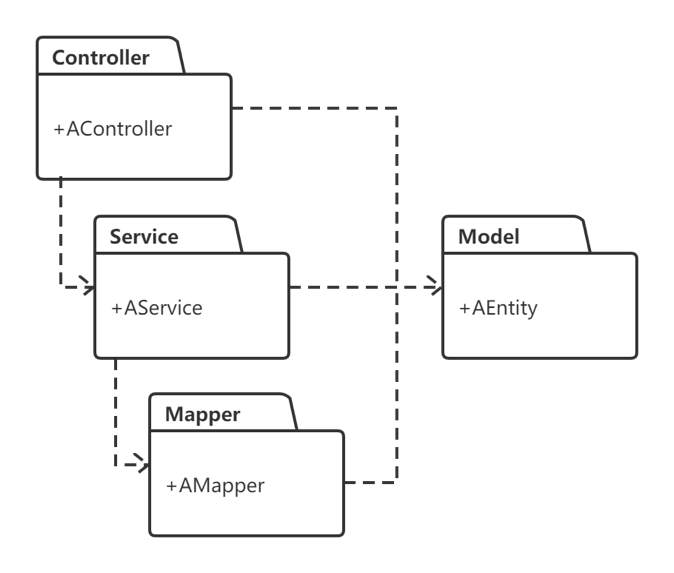 Controller
+AController
Service
+AService
Model
+AEntity
Mapper
+AMapper